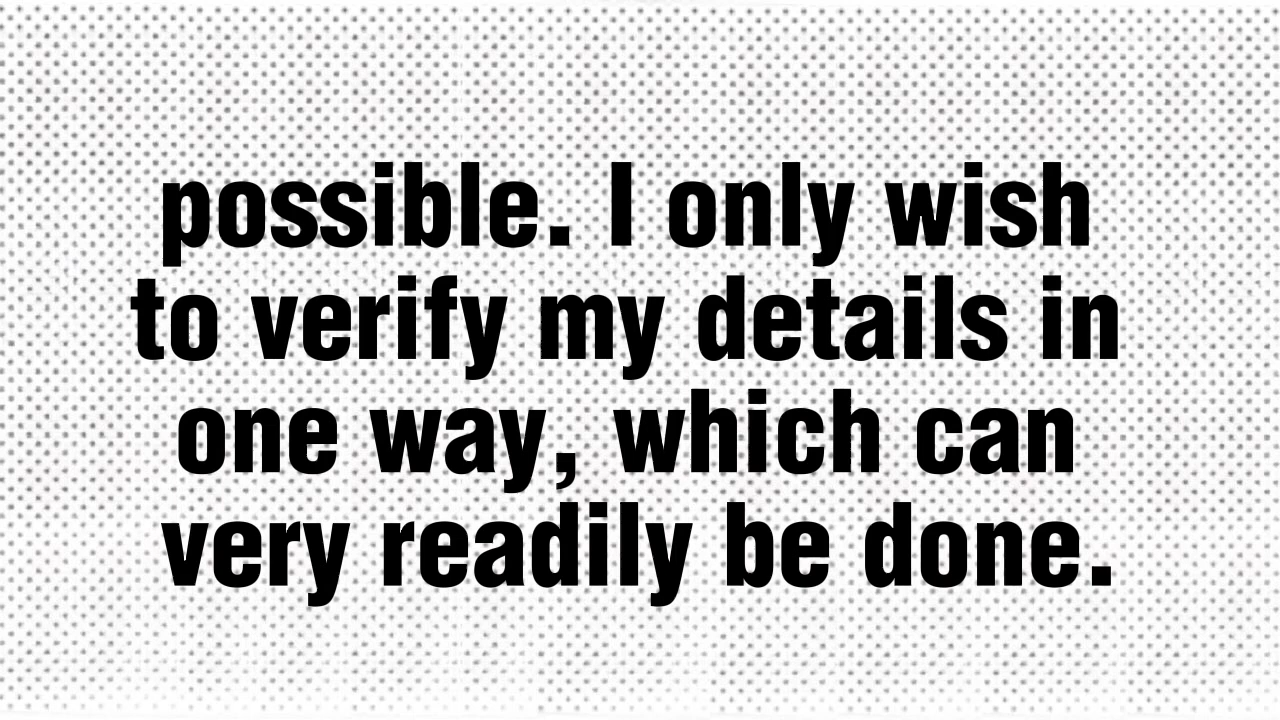 possible. I only wish
to verify my details in
one way, which can
very readily be done.